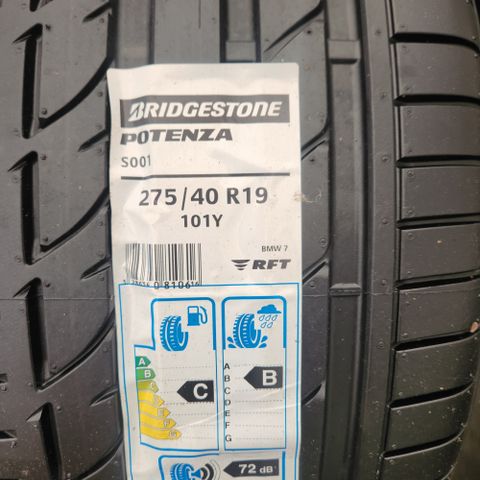 BRIDGESTONE
POTENZA
S001
275/40 R19
101Y
BMW 7
RFT
A
B
C
A
B
C
D
E
F
G
B
72 dB